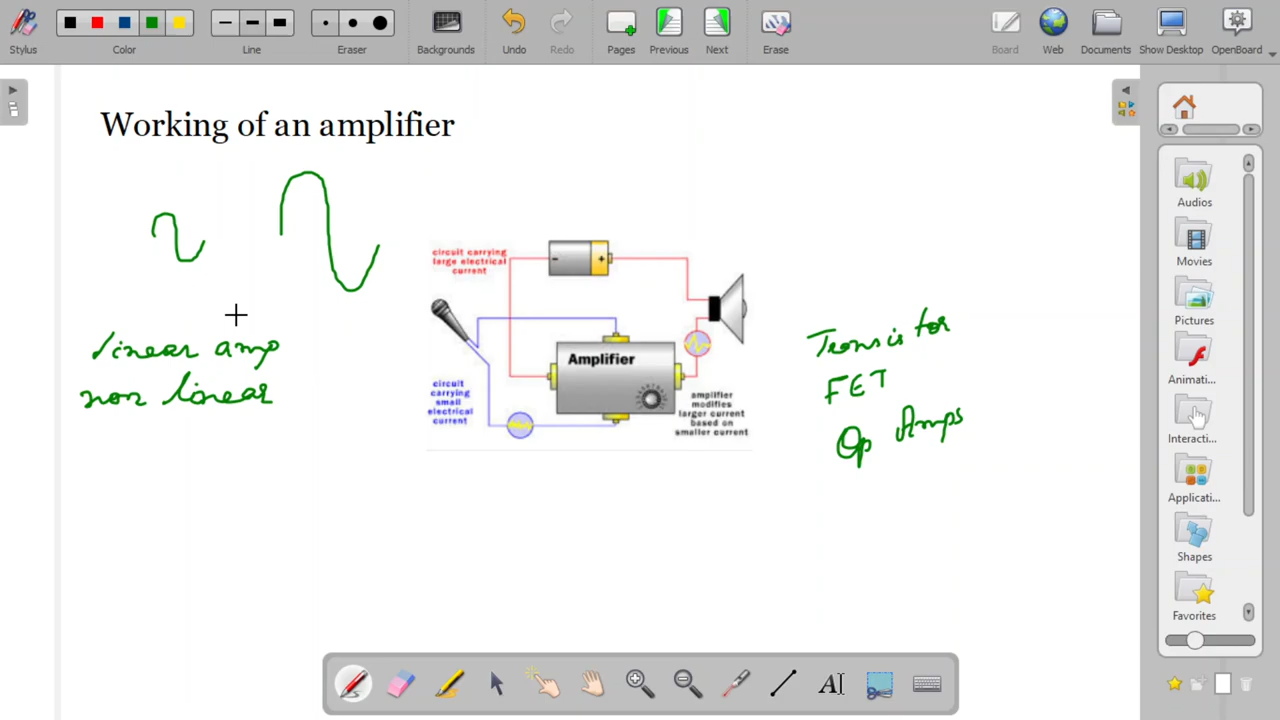 Stylus
Color
Line
Eraser
Backgrounds
Undo
Redo
Pages
Previous
Next
Erase
Board
Web
Documents
Show Desktop
OpenBoard
Working of an amplifier
linear amp
non linear
circuit carrying
large electrical
current
- +
Amplifier
circuit
carrying
small
electrical
current
amplifier
modifies
larger current
based on
smaller current
Transistor
FET
Op Amps
Audios
Movies
Pictures
Animati...
Interacti...
Applicati...
Shapes
Favorites
AI